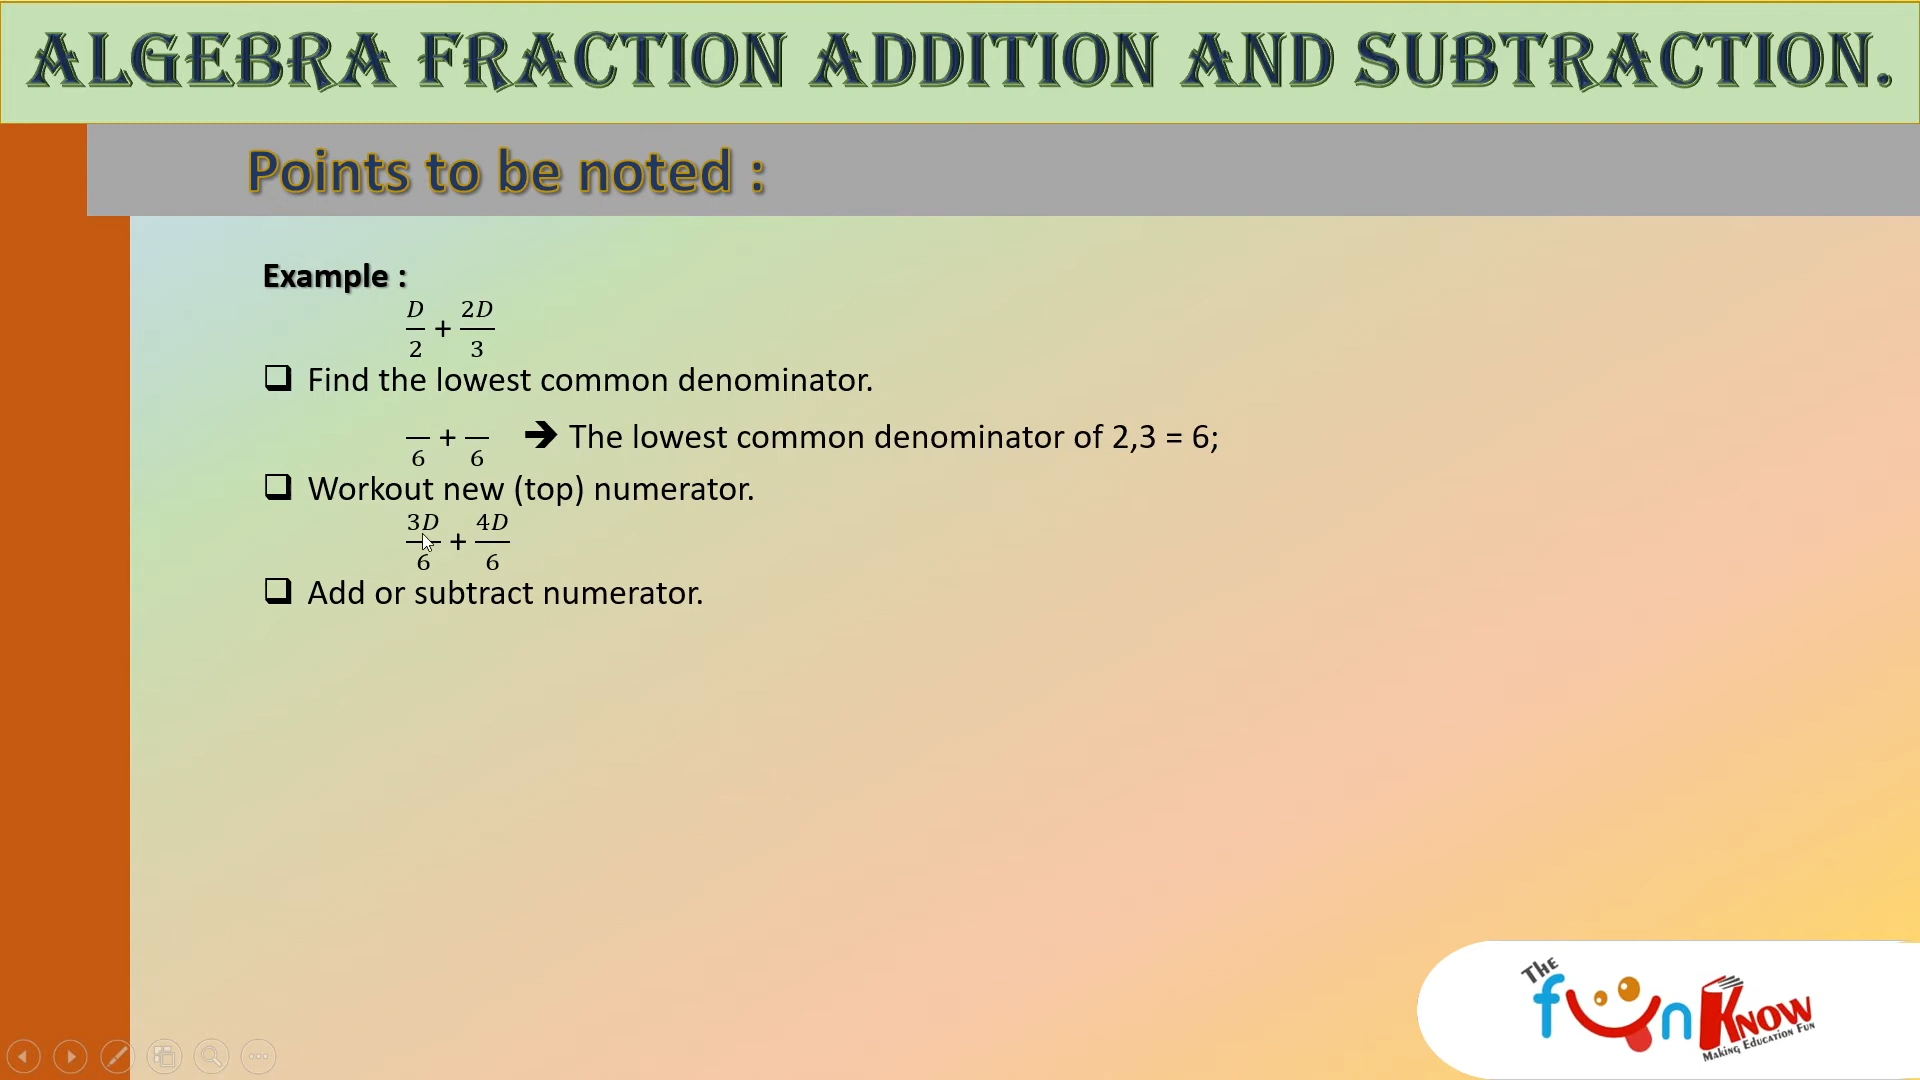 ALGEBRA FRACTION ADDITION AND SUBTRACTION.
Points to be noted :
Example :
D/2 + 2D/3
❑ Find the lowest common denominator.
—/6 + —/6 ➔ The lowest common denominator of 2,3 = 6;
❑ Workout new (top) numerator.
3D/6 + 4D/6
❑ Add or subtract numerator.
The fun Know
Making Education Fun